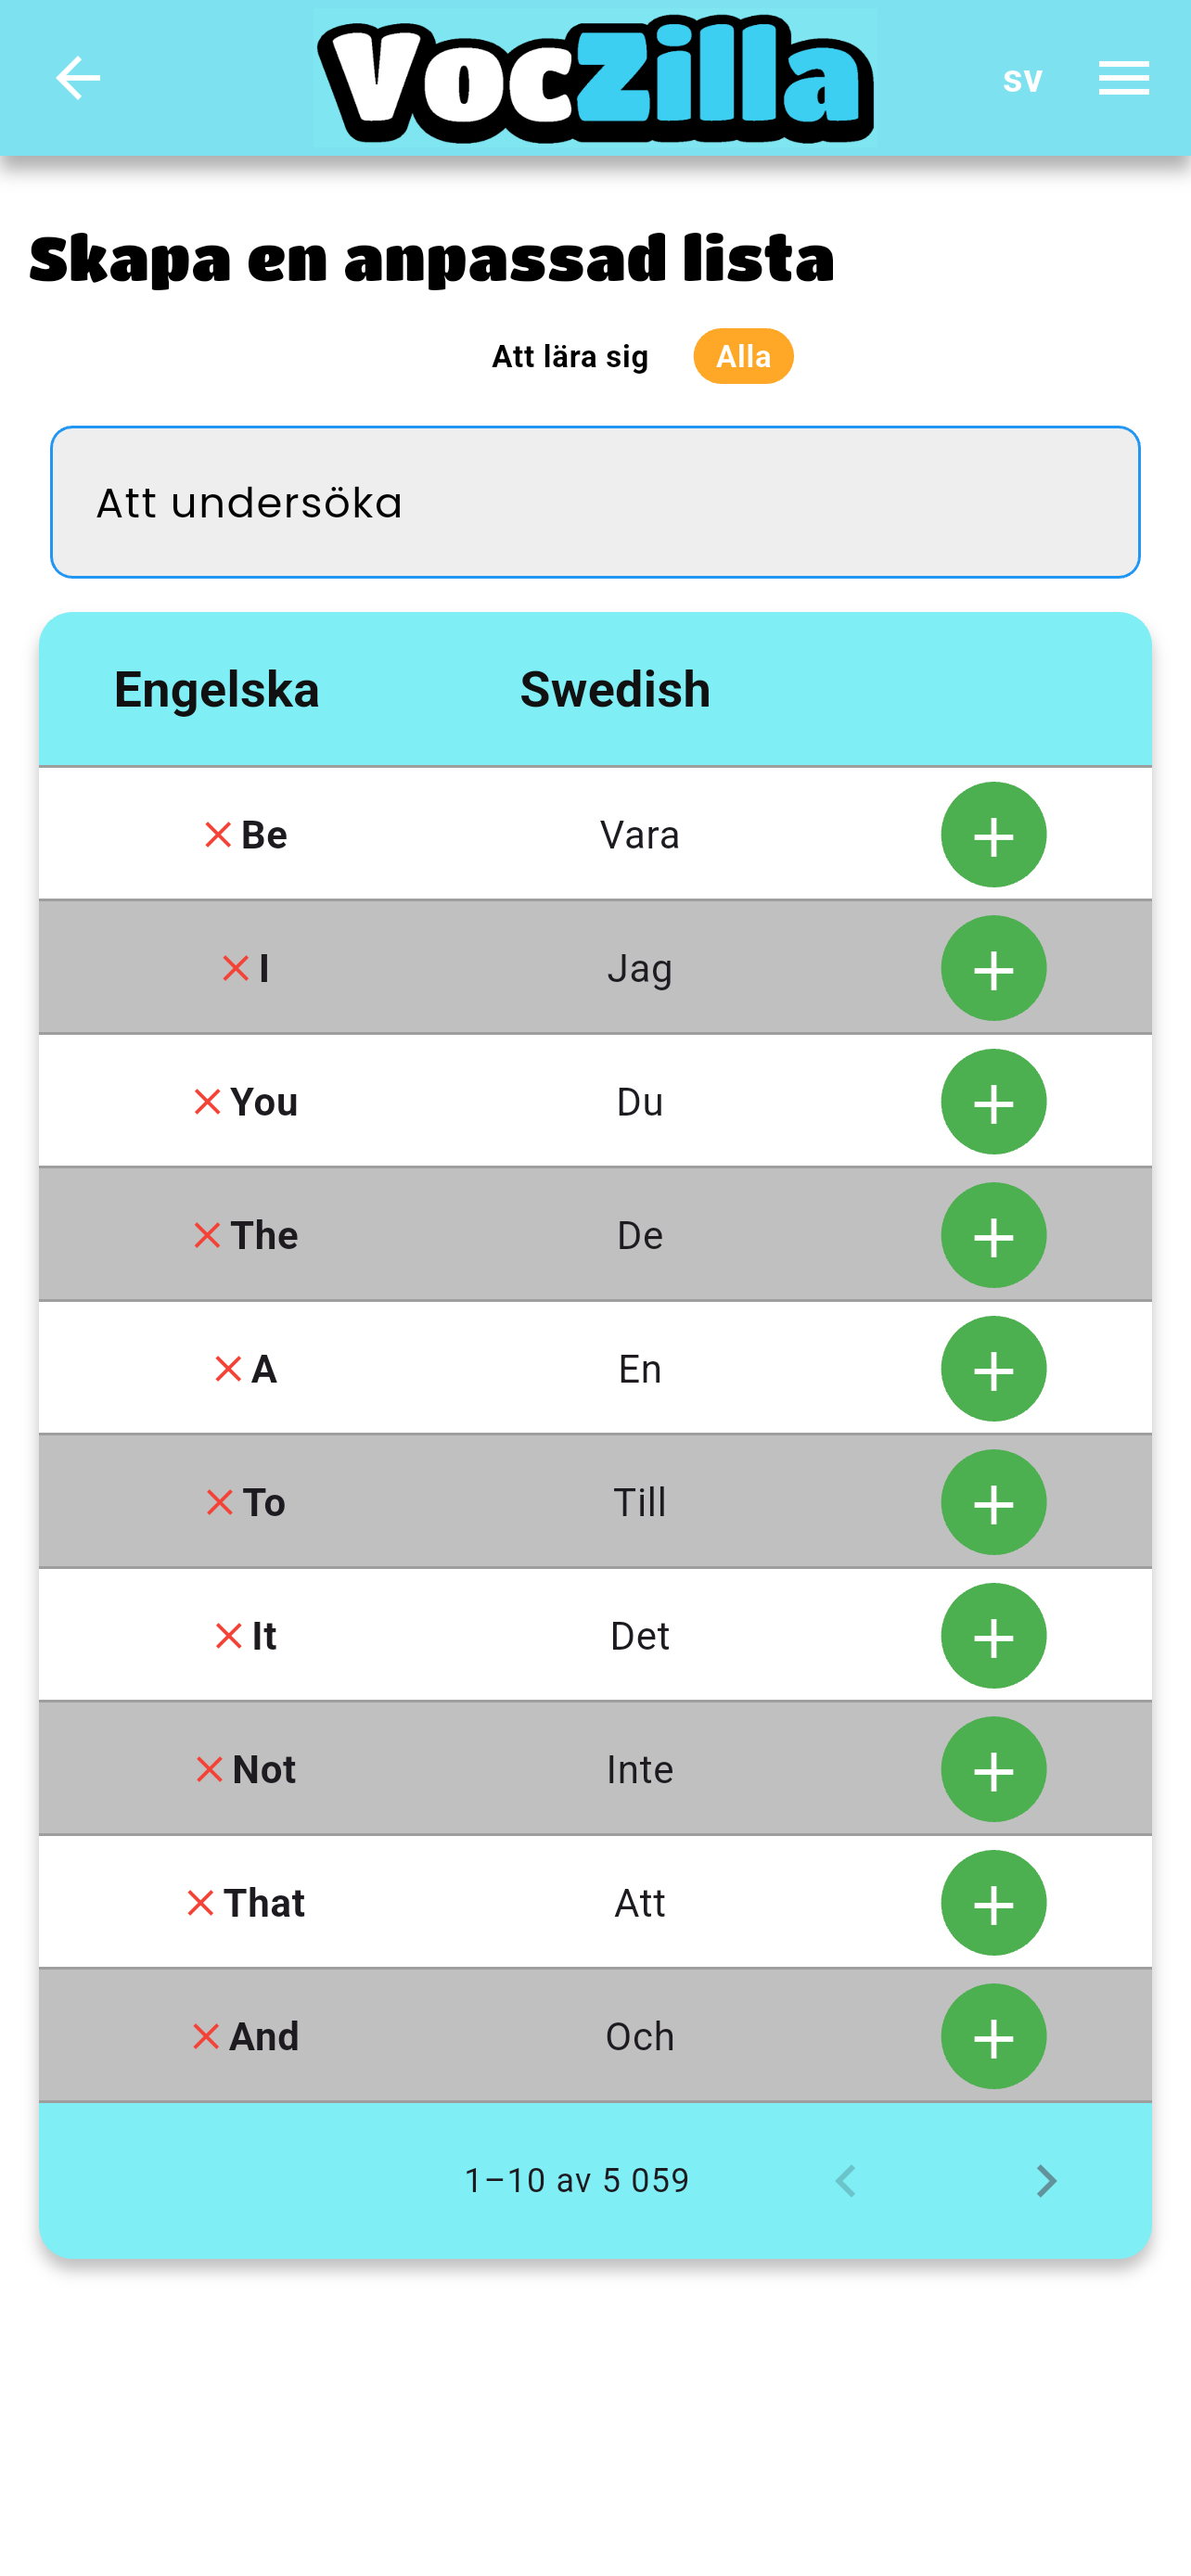 VocZilla
sv
Skapa en anpassad lista
Att lära sig Alla
Att undersöka
Engelska Swedish
Be Vara
I Jag
You Du
The De
A En
To Till
It Det
Not Inte
That Att
And Och
1–10 av 5 059